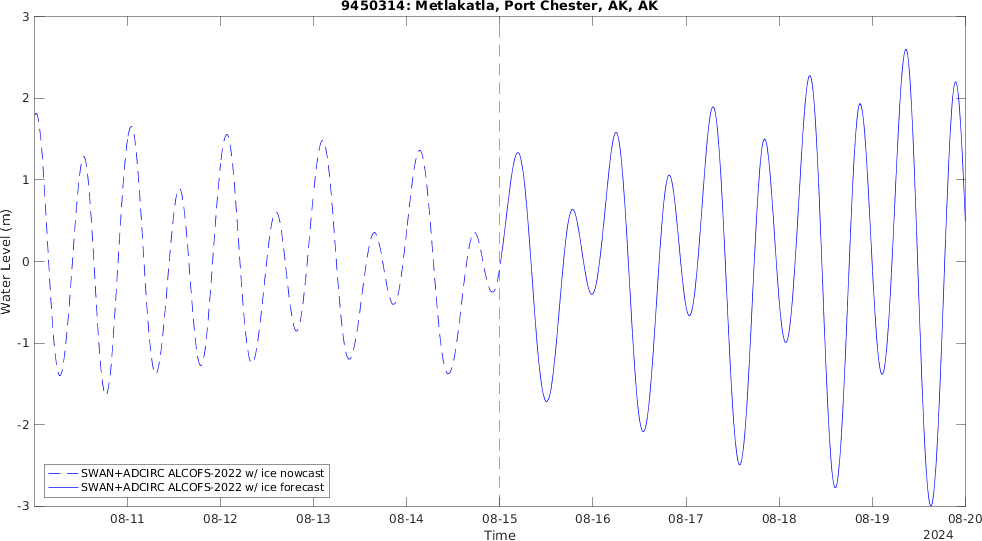 9450314: Metlakatla, Port Chester, AK, AK
3
2
1
0
-1
-2
-3
Water Level (m)
SWAN+ADCIRC ALCOFS-2022 w/ ice nowcast
SWAN+ADCIRC ALCOFS-2022 w/ ice forecast
08-11 08-12 08-13 08-14 08-15 08-16 08-17 08-18 08-19 08-20
Time
2024